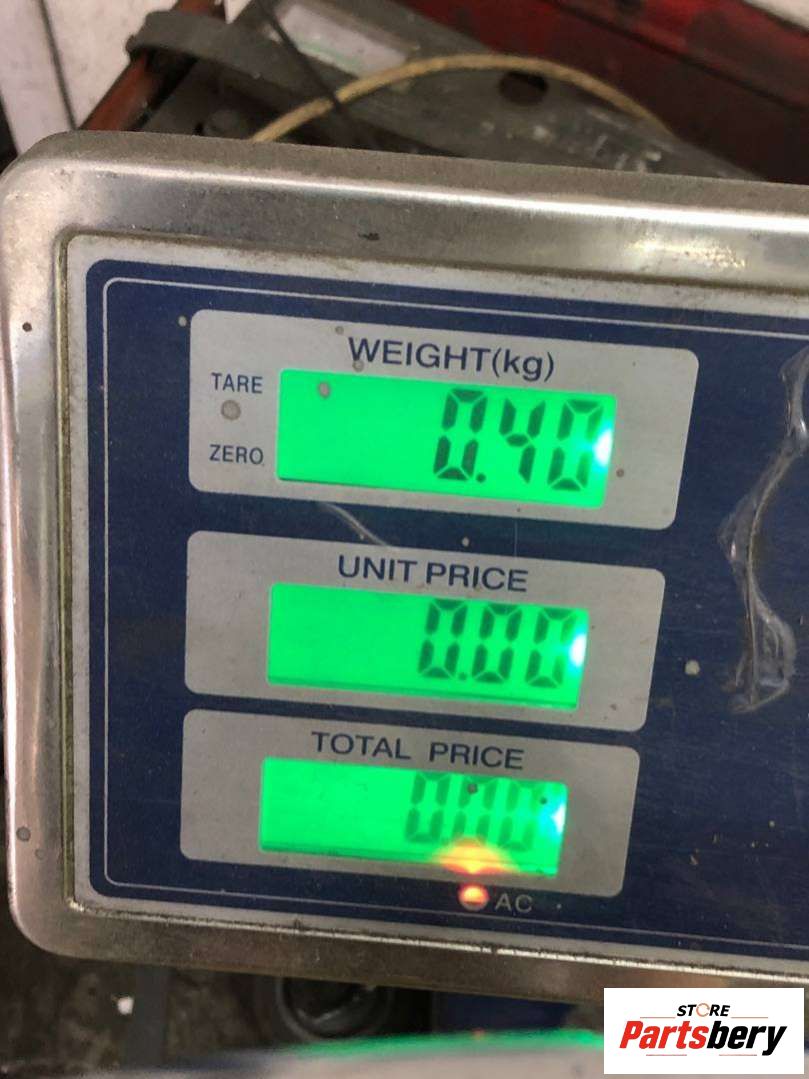 WEIGHT(kg)
TARE
0.40
ZERO
UNIT PRICE
0.00
TOTAL PRICE
0.00
AC
STORE
Partsbery